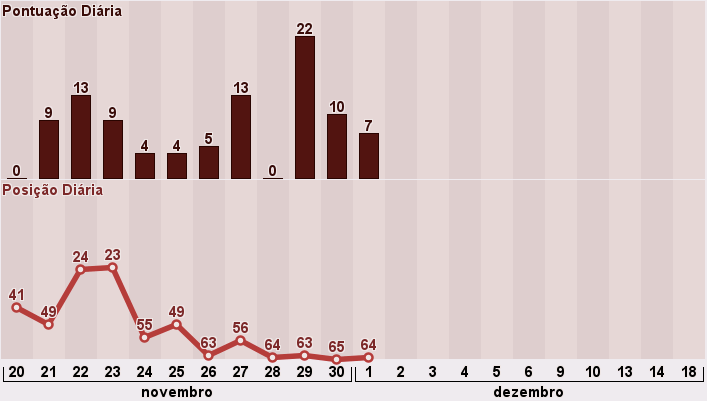 Pontuação Diária
0 9 13 9 4 4 5 13 0 22 10 7
Posição Diária
41 49 24 23 55 49 63 56 64 63 65 64
20 21 22 23 24 25 26 27 28 29 30 1 2 3 4 5 6 9 10 13 14 18
novembro dezembro